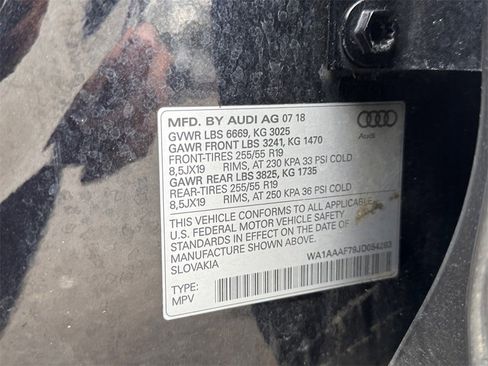 MFD. BY AUDI AG 07 18
GVWR LBS 6669, KG 3025
GAWR FRONT LBS 3241, KG 1470
FRONT-TIRES 255/55 R19
8,5JX19 RIMS, AT 230 KPA 33 PSI COLD
GAWR REAR LBS 3825, KG 1735
REAR-TIRES 255/55 R19
8,5JX19 RIMS, AT 250 KPA 36 PSI COLD
Audi
THIS VEHICLE CONFORMS TO ALL APPLICABLE
U.S. FEDERAL MOTOR VEHICLE SAFETY
STANDARDS IN EFFECT ON THE DATE OF
MANUFACTURE SHOWN ABOVE.
SLOVAKIA
WA1AAAF79JD054283
TYPE:
MPV